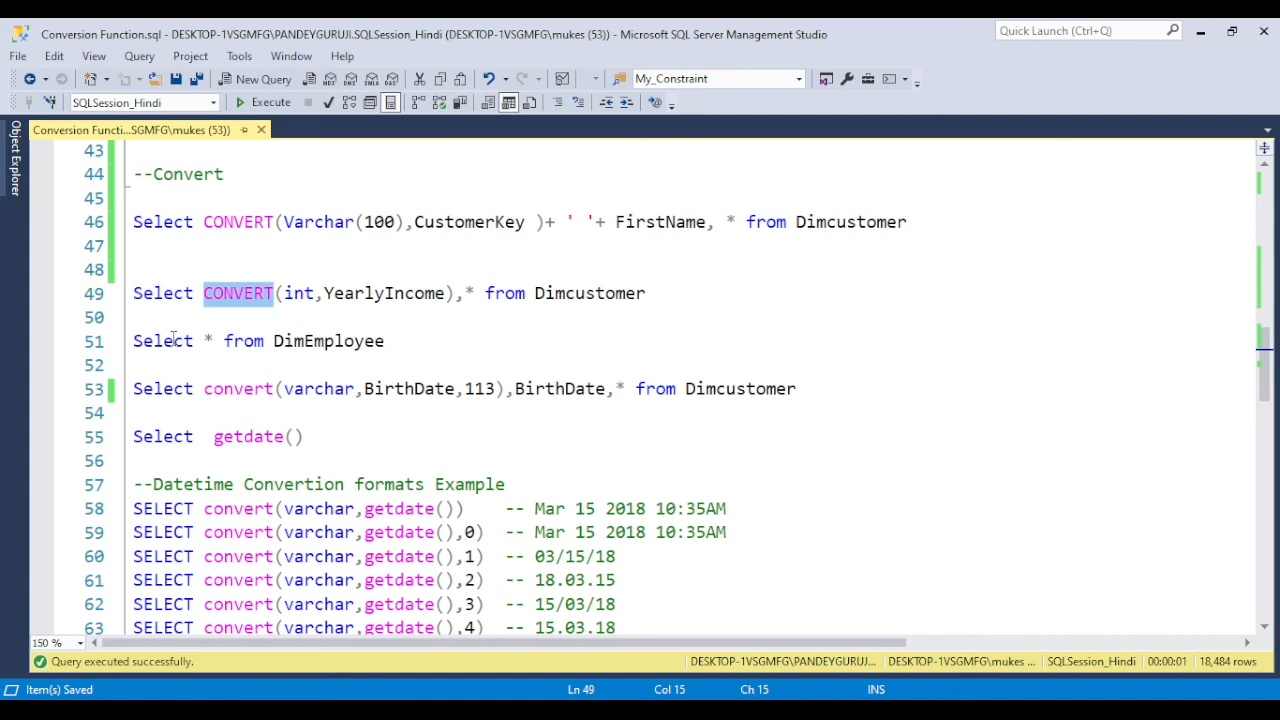 Conversion Function.sql - DESKTOP-1VSGMFG\PANDEYGURUJI.SQLSession_Hindi (DESKTOP-1VSGMFG\mukes (53)) - Microsoft SQL Server Management Studio
Quick Launch (Ctrl+Q)
File Edit View Query Project Tools Window Help
New Query
MDX DMX XMLA DAX
My_Constraint
SQLSession_Hindi
Execute
Conversion Functi...SGMFG\mukes (53))
Object Explorer
43
44 --Convert
45
46 Select CONVERT(Varchar(100),CustomerKey )+ ' '+ FirstName, * from Dimcustomer
47
48
49 Select CONVERT(int,YearlyIncome),* from Dimcustomer
50
51 Select * from DimEmployee
52
53 Select convert(varchar,BirthDate,113),BirthDate,* from Dimcustomer
54
55 Select  getdate()
56
57 --Datetime Convertion formats Example
58 SELECT convert(varchar,getdate())    -- Mar 15 2018 10:35AM
59 SELECT convert(varchar,getdate(),0)  -- Mar 15 2018 10:35AM
60 SELECT convert(varchar,getdate(),1)  -- 03/15/18
61 SELECT convert(varchar,getdate(),2)  -- 18.03.15
62 SELECT convert(varchar,getdate(),3)  -- 15/03/18
63 SELECT convert(varchar,getdate(),4)  -- 15.03.18
150 %
Query executed successfully.
DESKTOP-1VSGMFG\PANDEYGURUJI... DESKTOP-1VSGMFG\mukes ... SQLSession_Hindi 00:00:01 18,484 rows
Item(s) Saved Ln 49 Col 15 Ch 15 INS